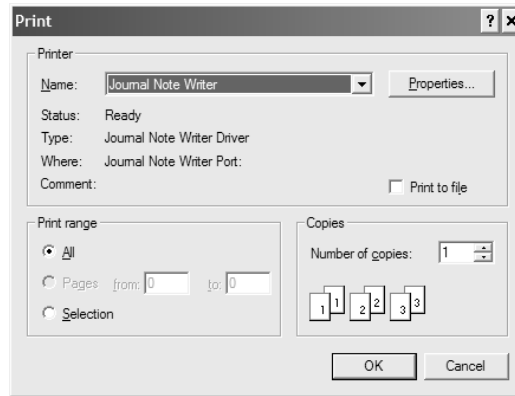 Print
Printer
Name: Journal Note Writer Properties...
Status: Ready
Type: Journal Note Writer Driver
Where: Journal Note Writer Port:
Comment: Print to file
Print range
All
Pages from: 0 to: 0
Selection
Copies
Number of copies: 1
1 1 2 2 3 3
OK Cancel